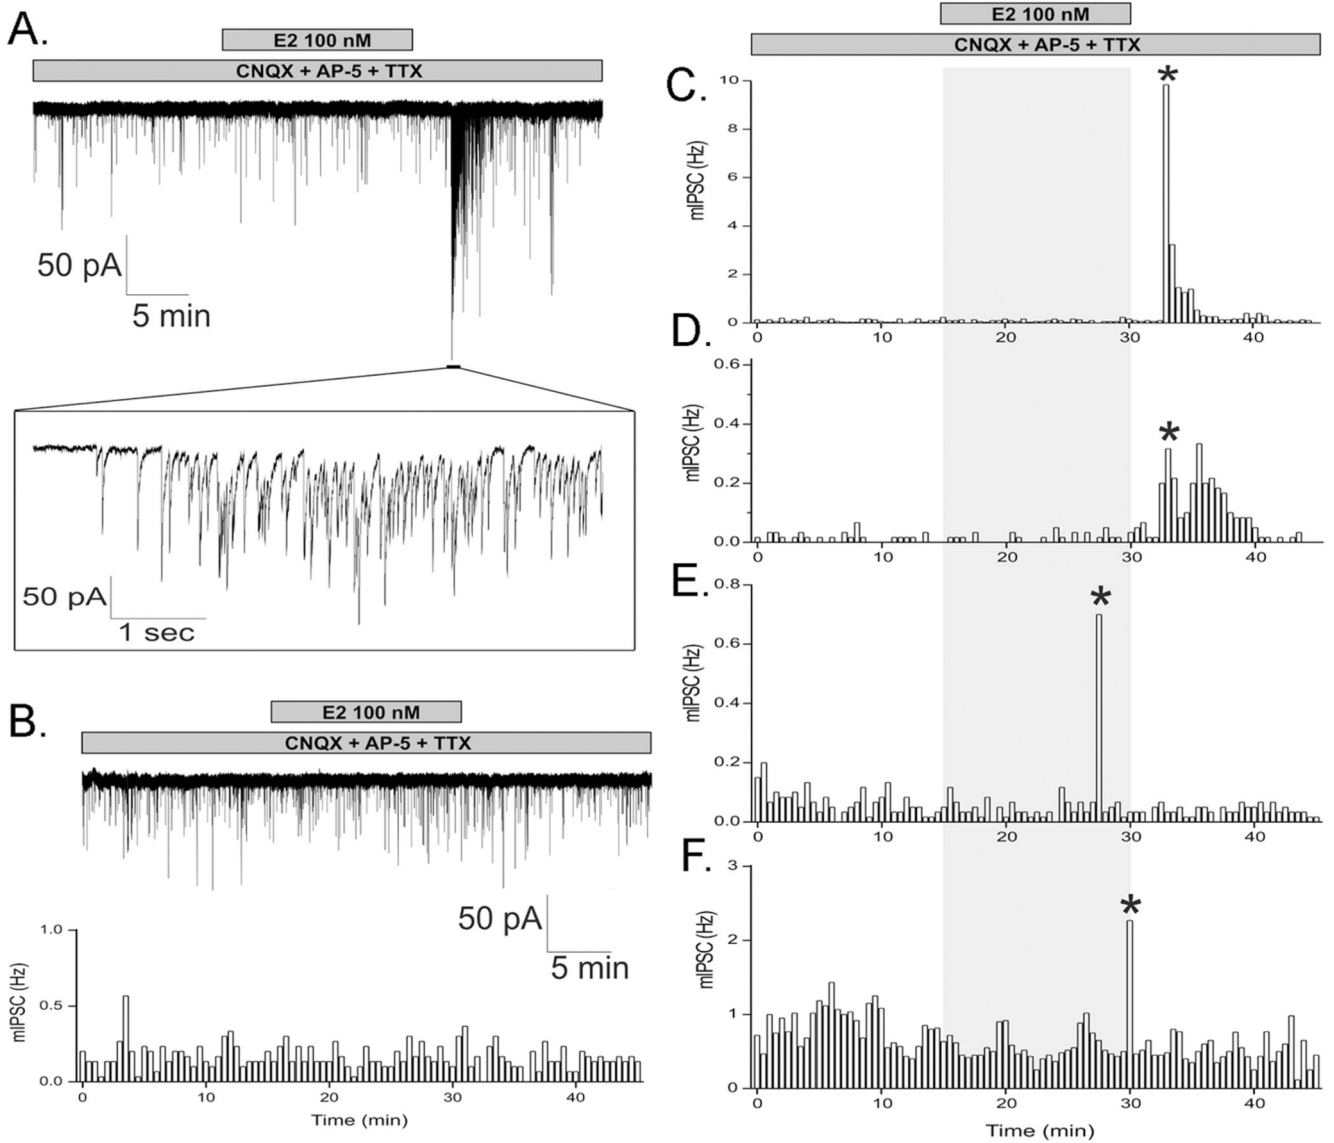 A.
E2 100 nM
CNQX + AP-5 + TTX
50 pA
5 min
50 pA
1 sec
B.
E2 100 nM
CNQX + AP-5 + TTX
50 pA
5 min
mIPSC (Hz)
1.0
0.5
0.0
0 10 20 30 40
Time (min)
E2 100 nM
CNQX + AP-5 + TTX
C.
mIPSC (Hz)
10
8
6
4
2
0
*
0 10 20 30 40
D.
mIPSC (Hz)
0.6
0.4
0.2
0.0
*
0 10 20 30 40
E.
mIPSC (Hz)
0.8
0.6
0.4
0.2
0.0
*
0 10 20 30 40
F.
mIPSC (Hz)
3
2
1
0
*
0 10 20 30 40
Time (min)